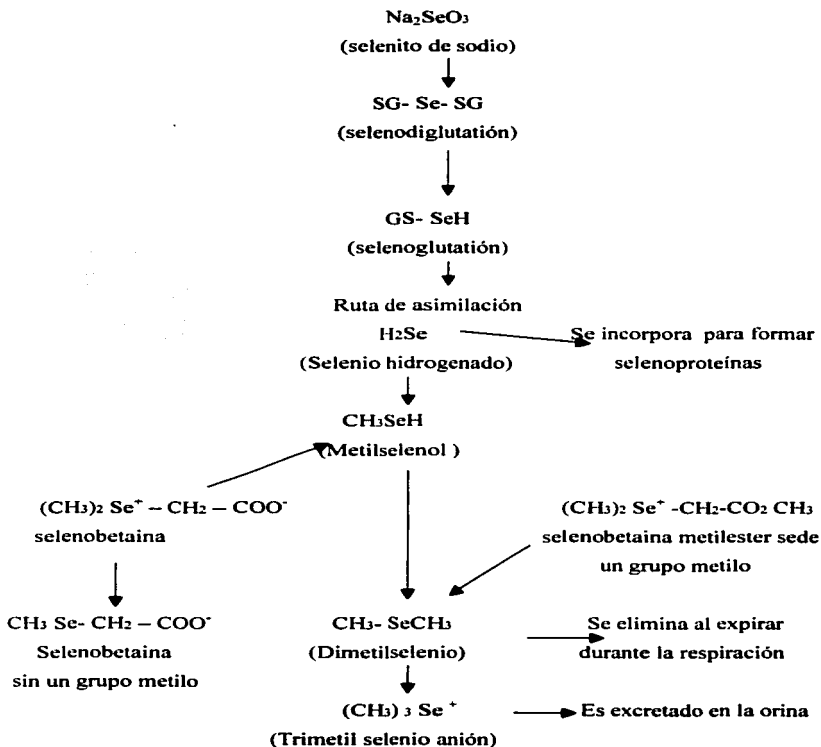 Na₂SeO₃
(selenito de sodio)
SG- Se- SG
(selenodiglutatión)
GS- SeH
(selenoglutatión)
Ruta de asimilación
H₂Se
(Selenio hidrogenado)
Se incorpora para formar
selenoproteínas
CH₃SeH
(Metilselenol )
(CH₃)₂ Se⁺ – CH₂ – COO⁻
selenobetaina
(CH₃)₂ Se⁺ -CH₂-CO₂ CH₃
selenobetaina metilester sede
un grupo metilo
CH₃ Se- CH₂ – COO⁻
Selenobetaina
sin un grupo metilo
CH₃- SeCH₃
(Dimetilselenio)
Se elimina al expirar
durante la respiración
(CH₃) ₃ Se ⁺
(Trimetil selenio anión)
Es excretado en la orina